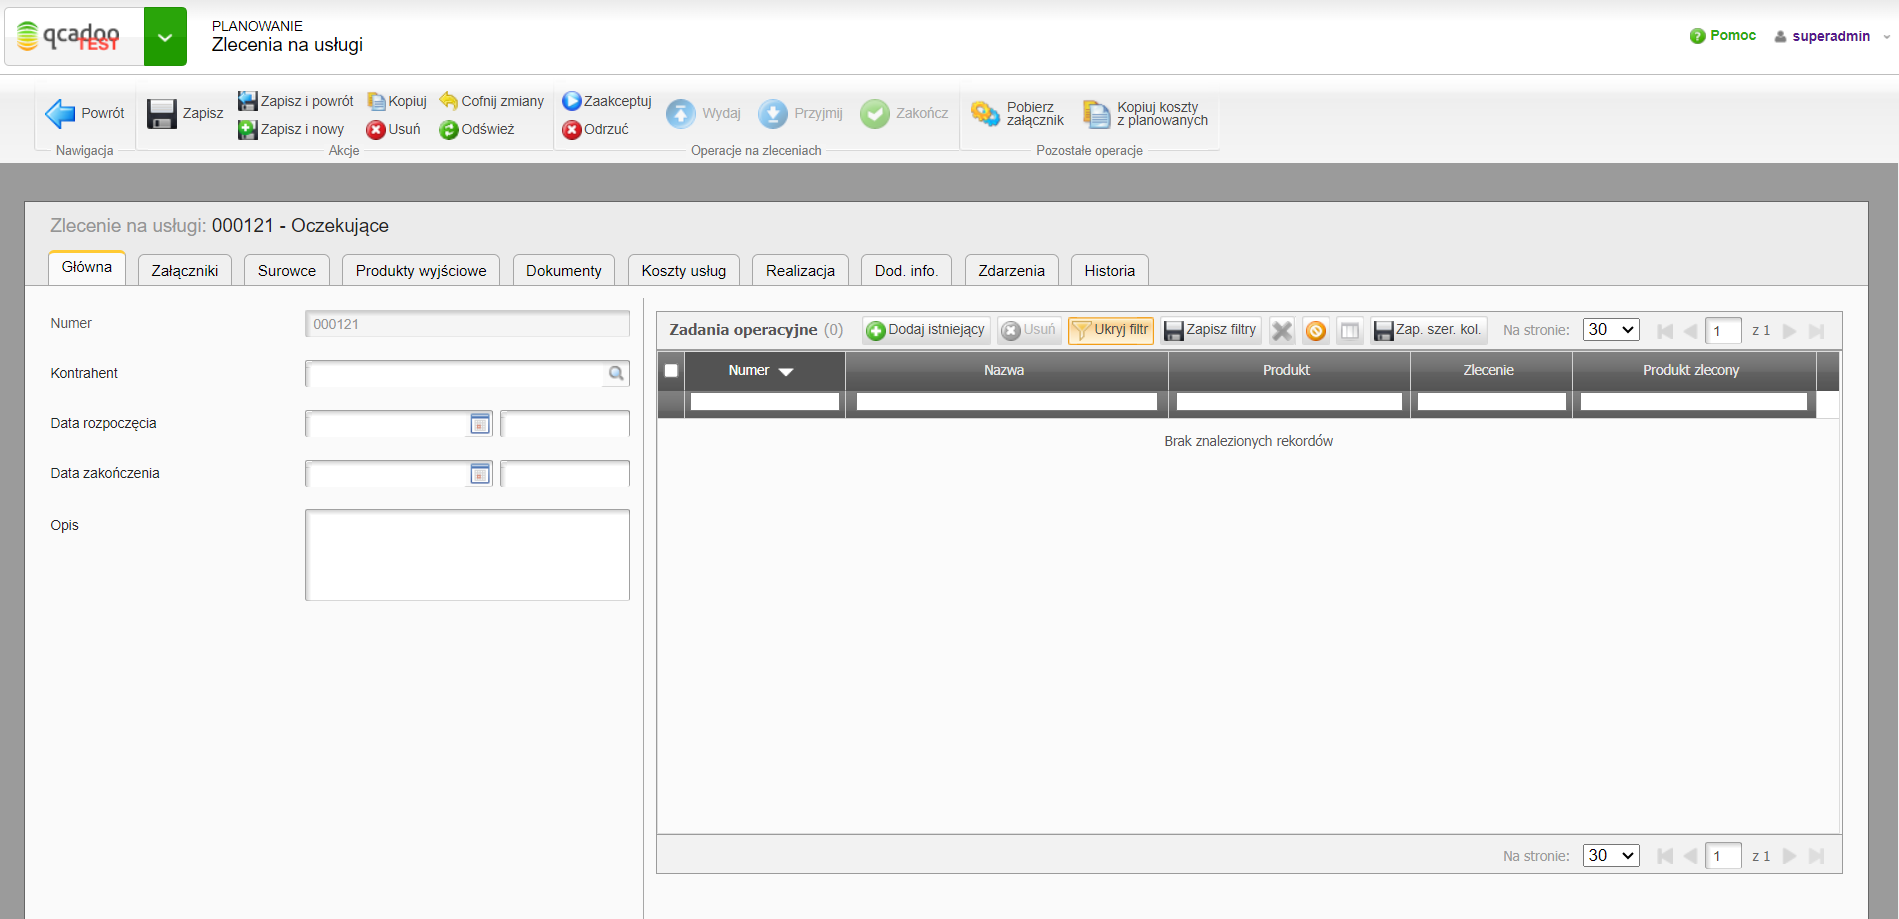 qcadoo
TEST
PLANOWANIE
Zlecenia na usługi
Pomoc superadmin
Powrót
Nawigacja
Zapisz
Zapisz i powrót Kopiuj Cofnij zmiany
Zapisz i nowy Usuń Odśwież
Akcje
Zaakceptuj
Odrzuć
Wydaj Przyjmij Zakończ
Operacje na zleceniach
Pobierz
załącznik
Kopiuj koszty
z planowanych
Pozostałe operacje
Zlecenie na usługi: 000121 - Oczekujące
Główna Załączniki Surowce Produkty wyjściowe Dokumenty Koszty usług Realizacja Dod. info. Zdarzenia Historia
Numer 000121
Kontrahent
Data rozpoczęcia
Data zakończenia
Opis
Zadania operacyjne (0) Dodaj istniejący Usuń Ukryj filtr Zapisz filtry Zap. szer. kol. Na stronie: 30 1 z 1
Numer Nazwa Produkt Zlecenie Produkt zlecony
Brak znalezionych rekordów
Na stronie: 30 1 z 1